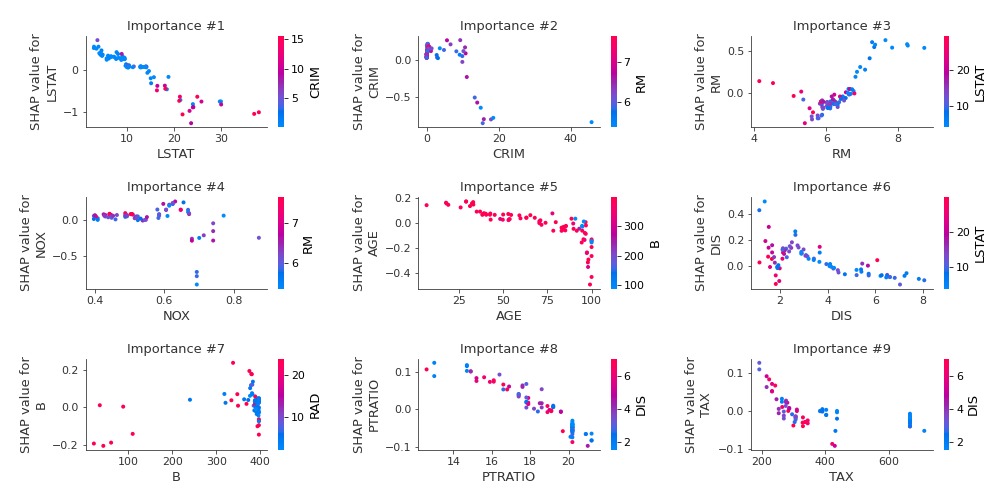 Importance #1
Importance #2
Importance #3
SHAP value for
LSTAT
0
−1
10
20
30
LSTAT
15
10
5
CRIM
SHAP value for
CRIM
0.0
−0.5
0
20
40
CRIM
7
6
RM
SHAP value for
RM
0.5
0.0
4
6
8
RM
20
10
LSTAT
Importance #4
Importance #5
Importance #6
SHAP value for
NOX
0.0
−0.5
0.4
0.6
0.8
NOX
7
6
RM
SHAP value for
AGE
0.2
0.0
−0.2
−0.4
25
50
75
100
AGE
300
200
100
B
SHAP value for
DIS
0.4
0.2
0.0
2
4
6
8
DIS
20
10
LSTAT
Importance #7
Importance #8
Importance #9
SHAP value for
B
0.2
0.0
−0.2
100
200
300
400
B
20
10
RAD
SHAP value for
PTRATIO
0.1
0.0
−0.1
14
16
18
20
PTRATIO
6
4
2
DIS
SHAP value for
TAX
0.1
0.0
−0.1
200
400
600
TAX
6
4
2
DIS